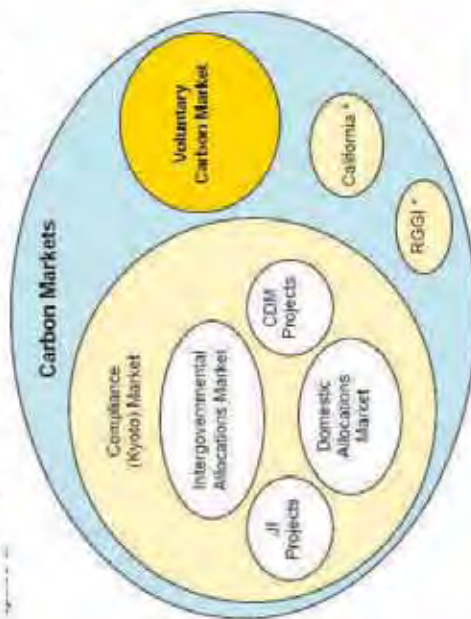 Carbon Markets
Compliance
(Kyoto) Market
Intergovernmental
Allocations Market
JI
Projects
CDM
Projects
Domestic
Allocations
Market
Voluntary
Carbon Market
California *
RGGI *